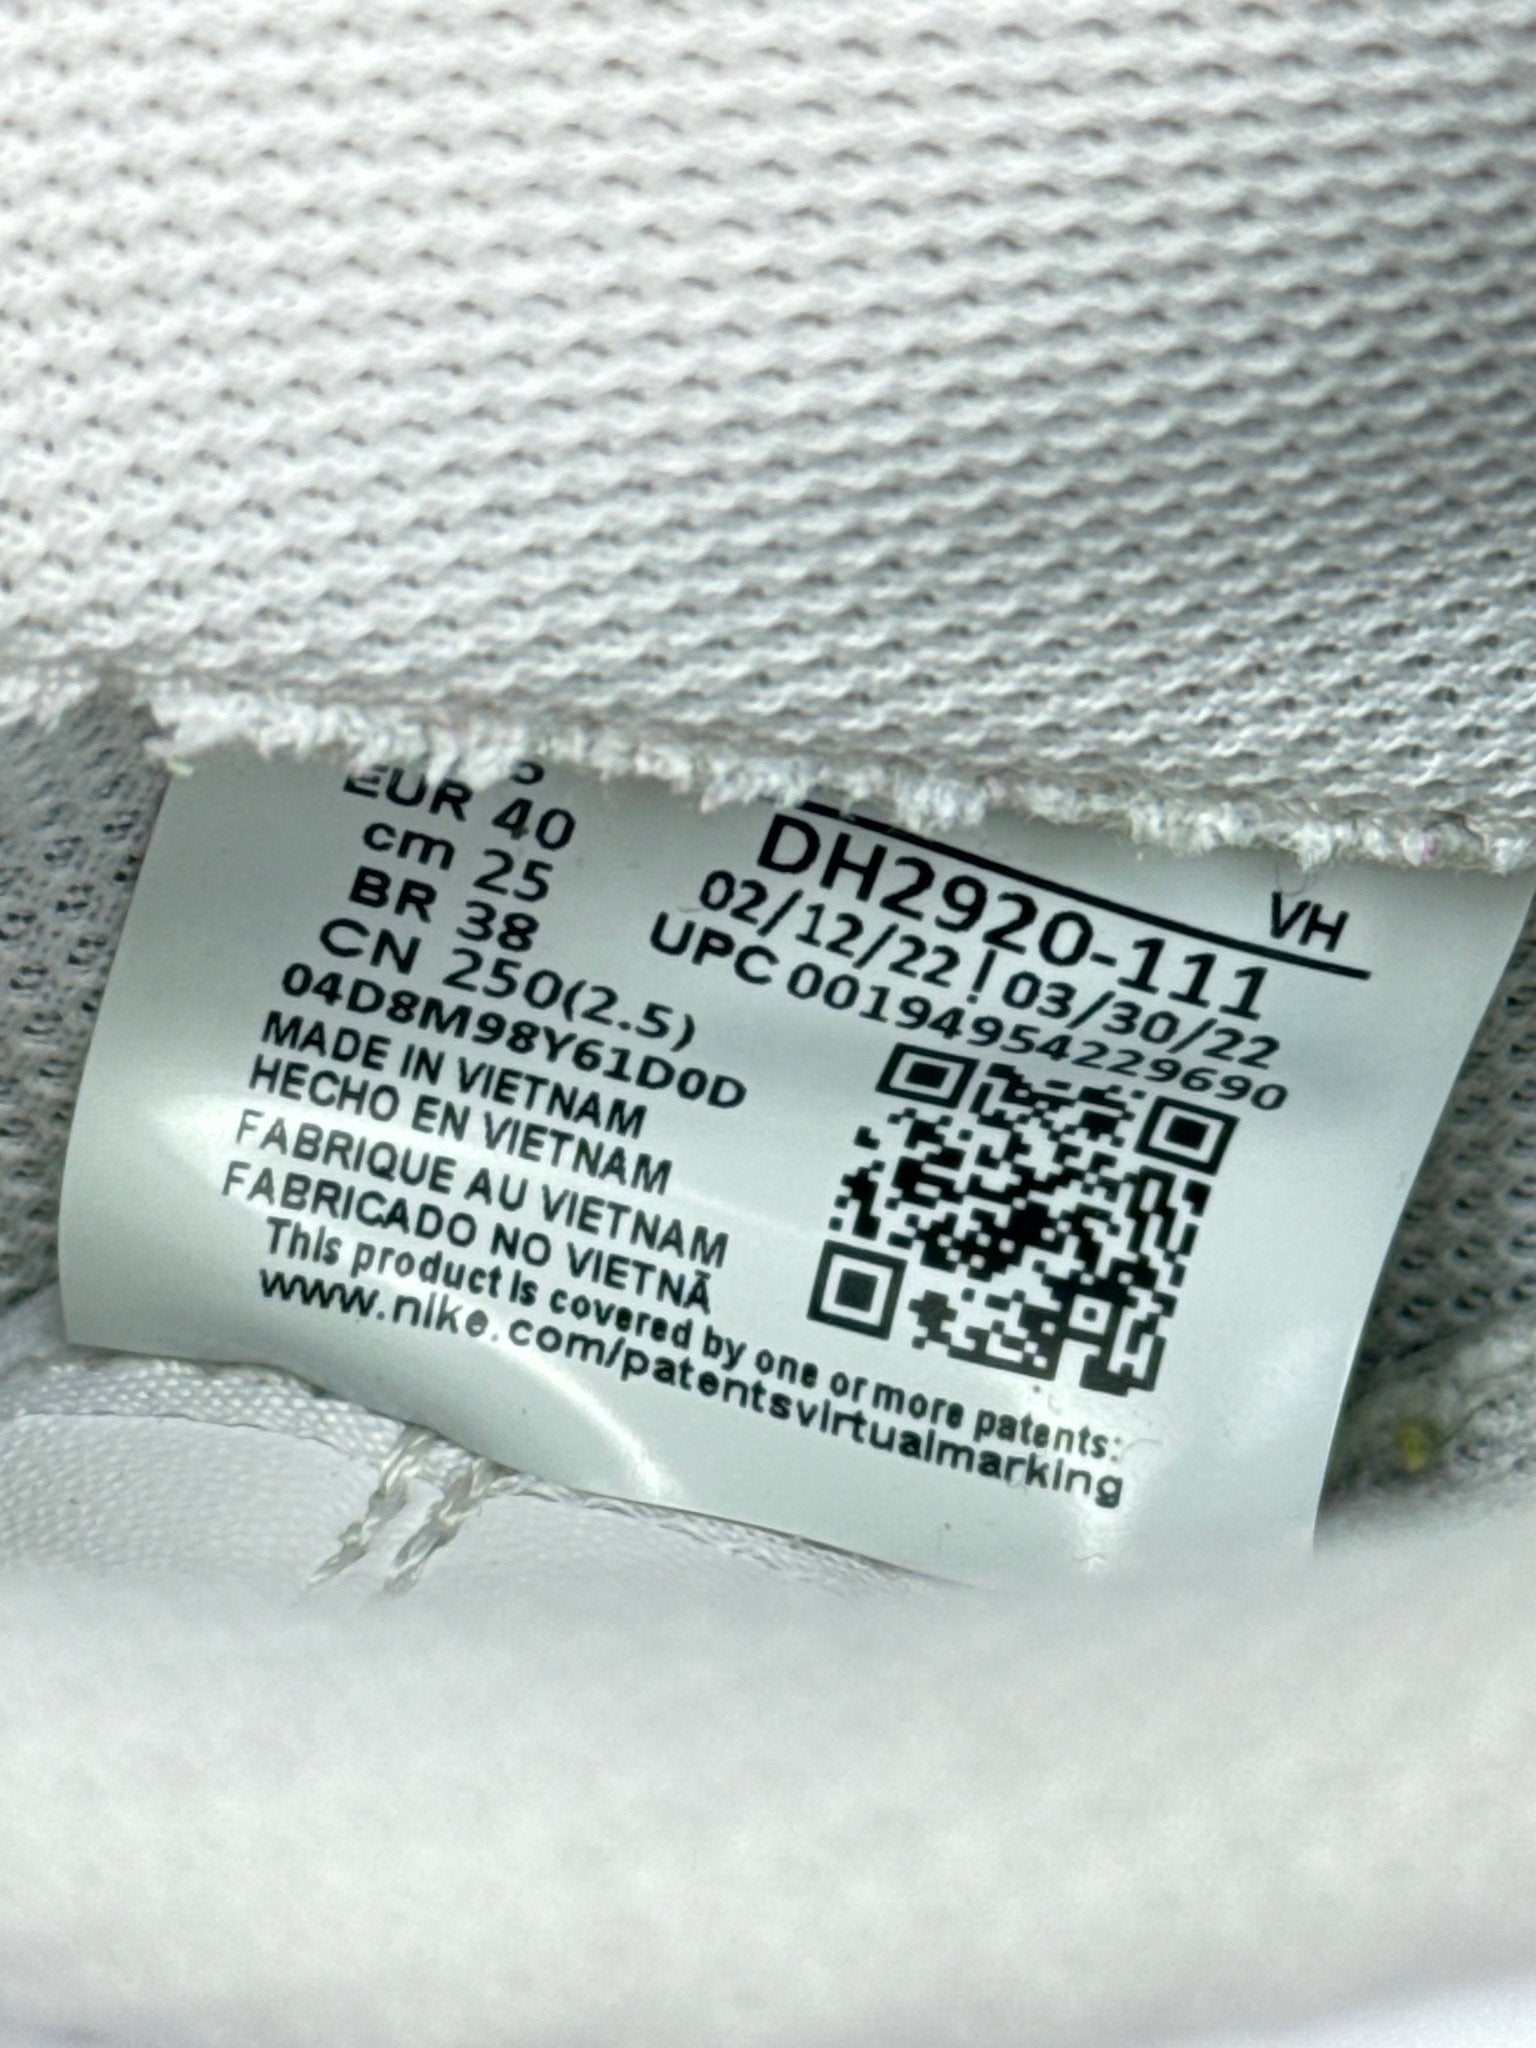 5
EUR 40
cm 25
BR 38
CN 250(2.5)
04D8M98Y61D0D
MADE IN VIETNAM
HECHO EN VIETNAM
FABRIQUE AU VIETNAM
FABRICADO NO VIETNÃ
VH
DH2920-111
02/12/22 | 03/30/22
UPC 00194954229690
This product is covered by one or more patents:
www.nike.com/patentsvirtualmarking